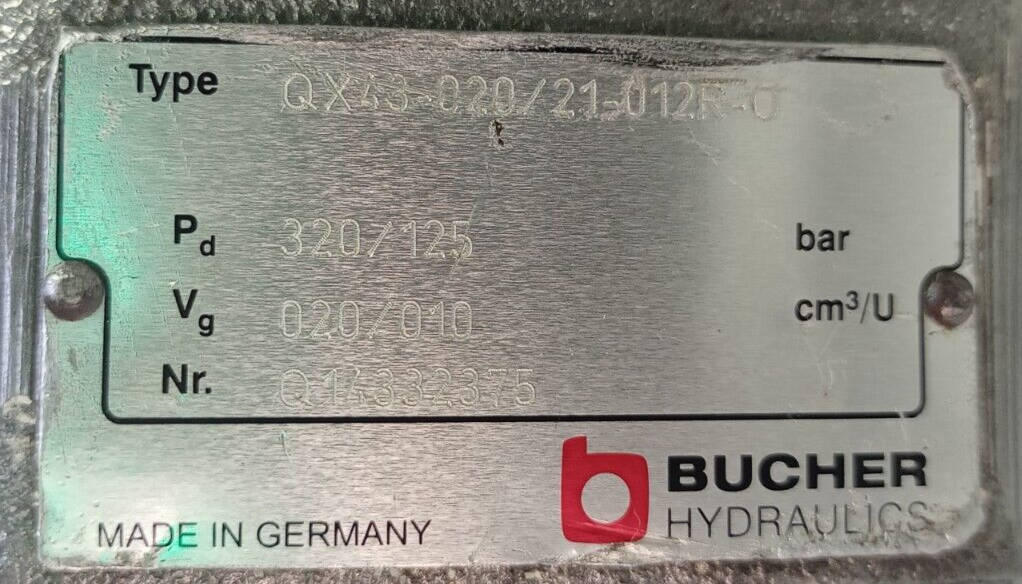 Type QX43-020/21-012R-O
Pd 320/125 bar
Vg 020/010 cm³/U
Nr. Q14332375
BUCHER
HYDRAULICS
MADE IN GERMANY